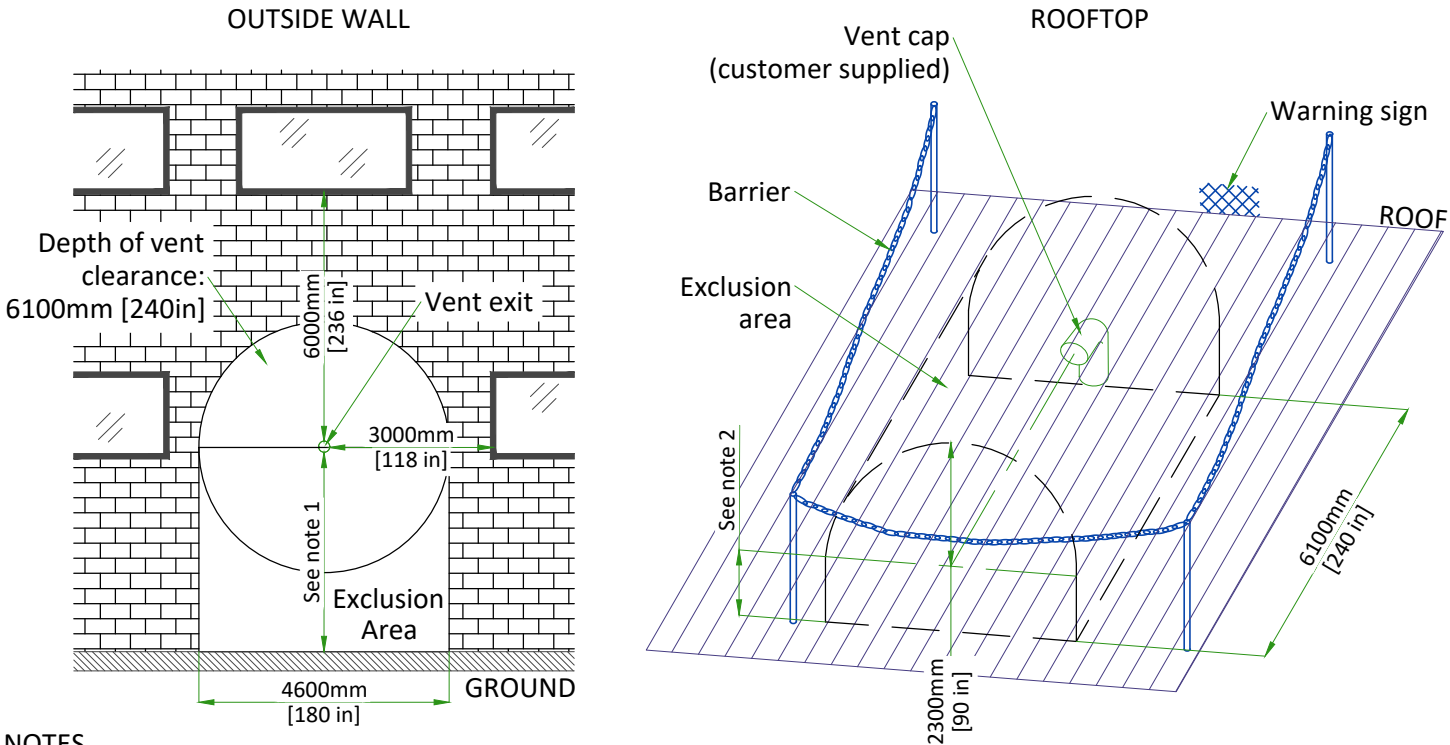 OUTSIDE WALL
Depth of vent
clearance:
6100mm [240in]
6000mm
[236 in]
Vent exit
3000mm
[118 in]
See note 1
Exclusion
Area
4600mm
[180 in]
GROUND
ROOFTOP
Vent cap
(customer supplied)
Warning sign
Barrier
ROOF
Exclusion
area
See note 2
6100mm
[240 in]
2300mm
[90 in]
NOTES